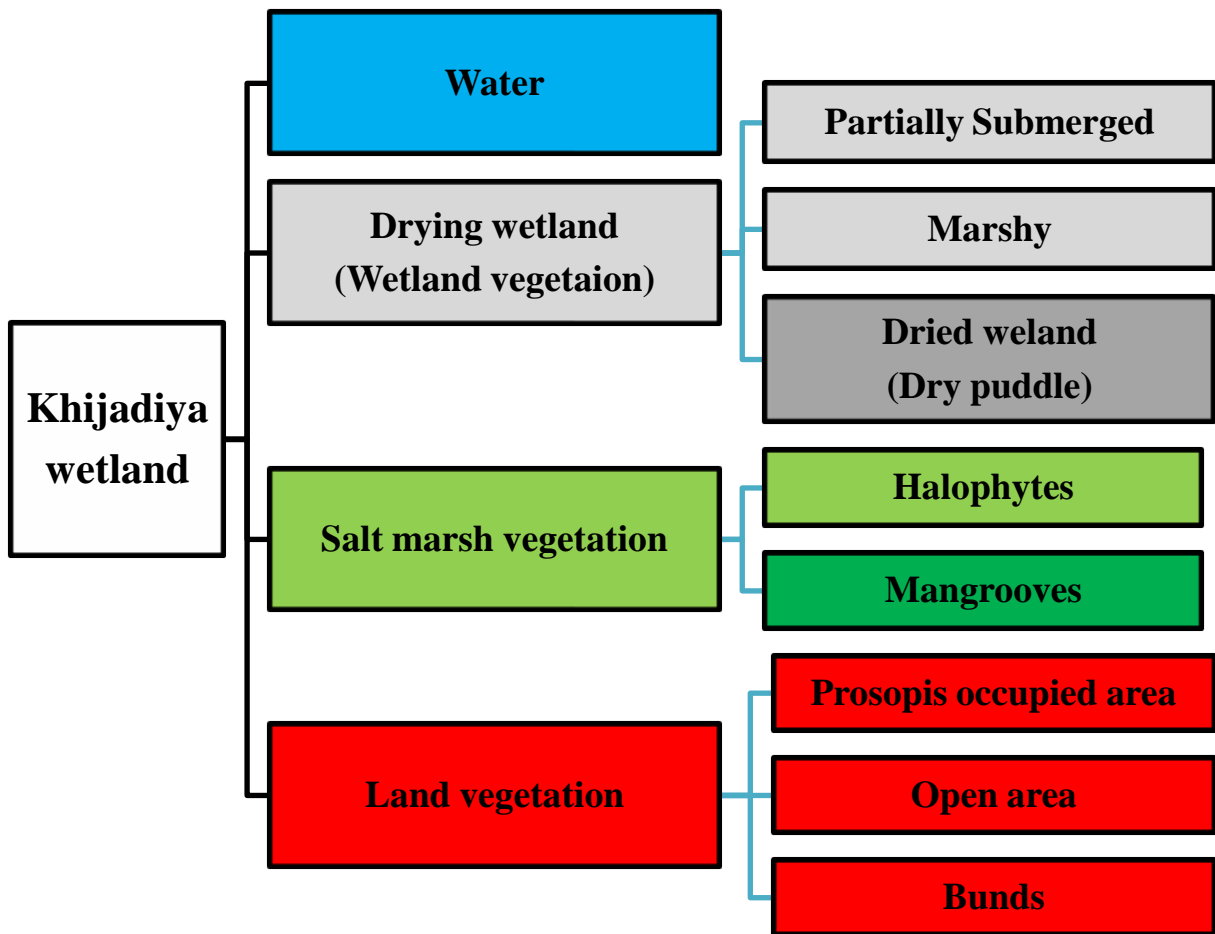 Khijadiya
wetland
Water
Drying wetland
(Wetland vegetaion)
Partially Submerged
Marshy
Dried weland
(Dry puddle)
Salt marsh vegetation
Halophytes
Mangrooves
Land vegetation
Prosopis occupied area
Open area
Bunds